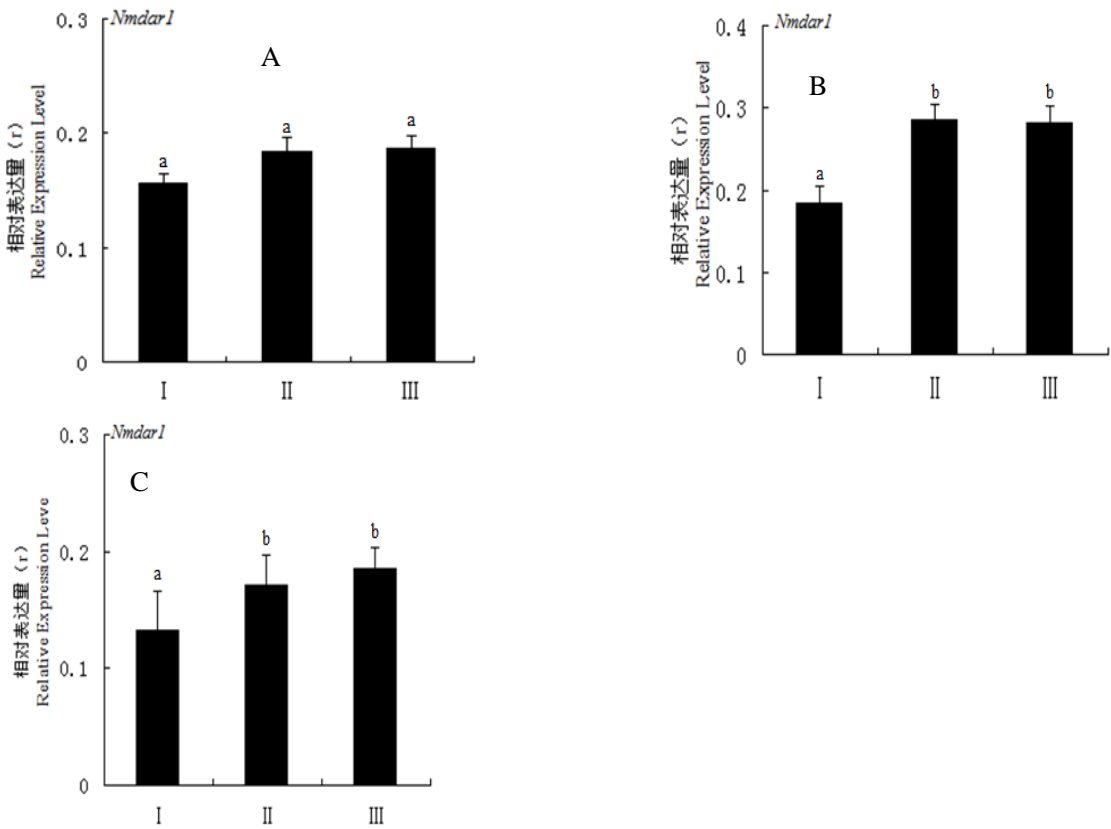 Nmdar1
A
0.3
0.2
0.1
0
a
a
a
相对表达量(r)
Relative Expression Level
I
II
III
Nmdar1
B
0.4
0.3
0.2
0.1
0
a
b
b
相对表达量(r)
Relative Expression Level
I
II
III
Nmdar1
C
0.3
0.2
0.1
0
a
b
b
相对表达量(r)
Relative Expression Leve
I
II
III